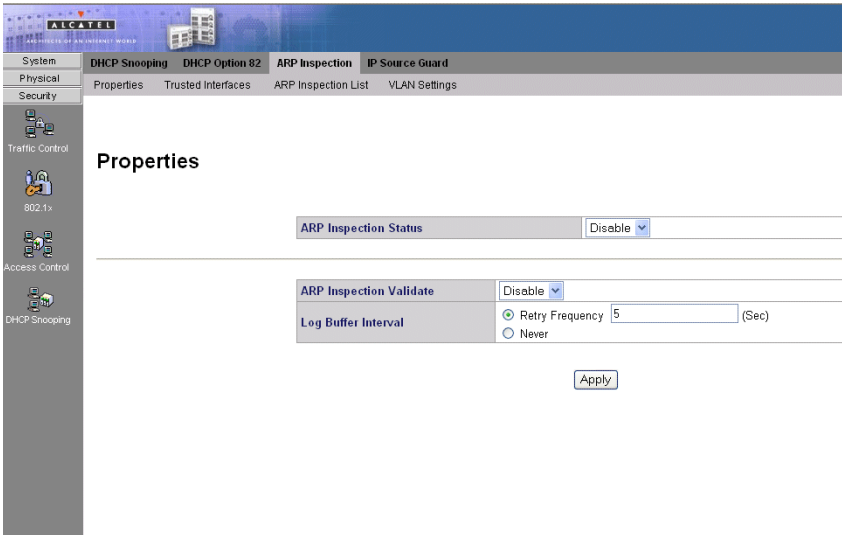 ALCATEL
ARCHITECTS OF AN INTERNET WORLD
System
Physical
Security
Traffic Control
802.1x
Access Control
DHCP Snooping
DHCP Snooping DHCP Option 82 ARP Inspection IP Source Guard
Properties Trusted Interfaces ARP Inspection List VLAN Settings
Properties
ARP Inspection Status Disable
ARP Inspection Validate Disable
Log Buffer Interval Retry Frequency 5 (Sec)
Never
Apply